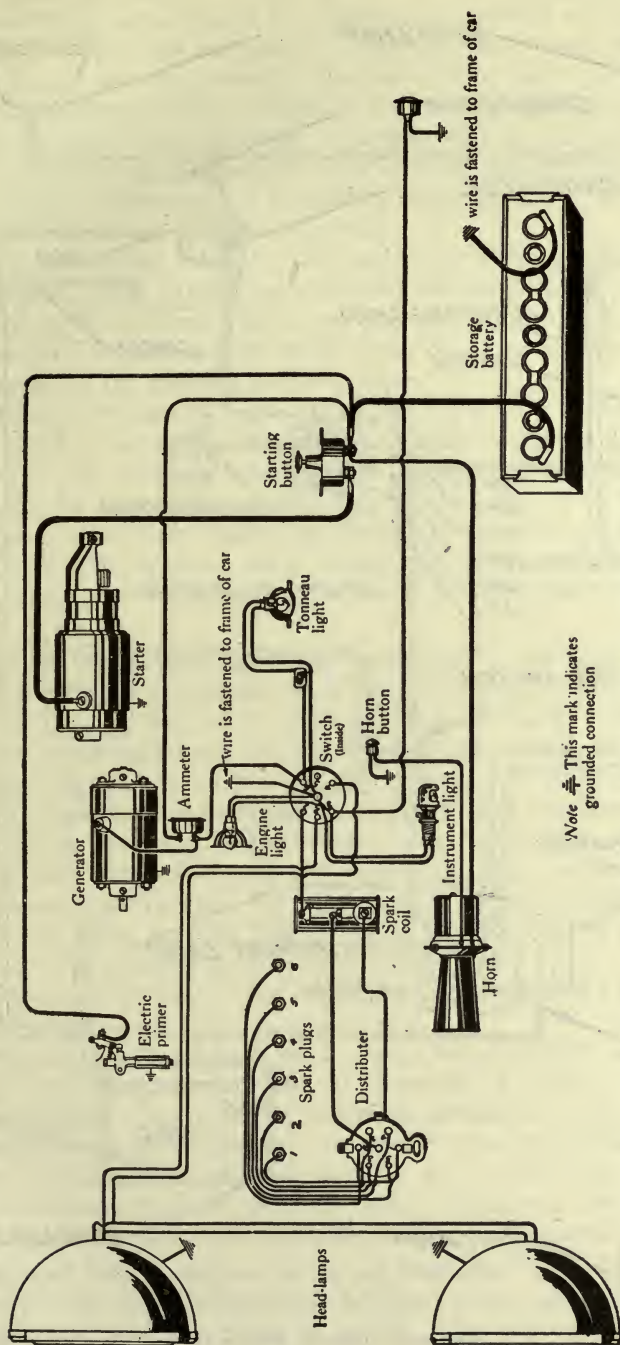 Head-lamps
Electric
primer
Generator
Starter
Ammeter
wire is fastened to frame of car
Engine
light
Tonneau
light
Starting
button
Switch
(Inside)
Horn
button
Instrument light
Spark
coil
1
2
3
4
5
6
Spark plugs
Distributer
Horn
Storage
battery
wire is fastened to frame of car
Note This mark indicates
grounded connection